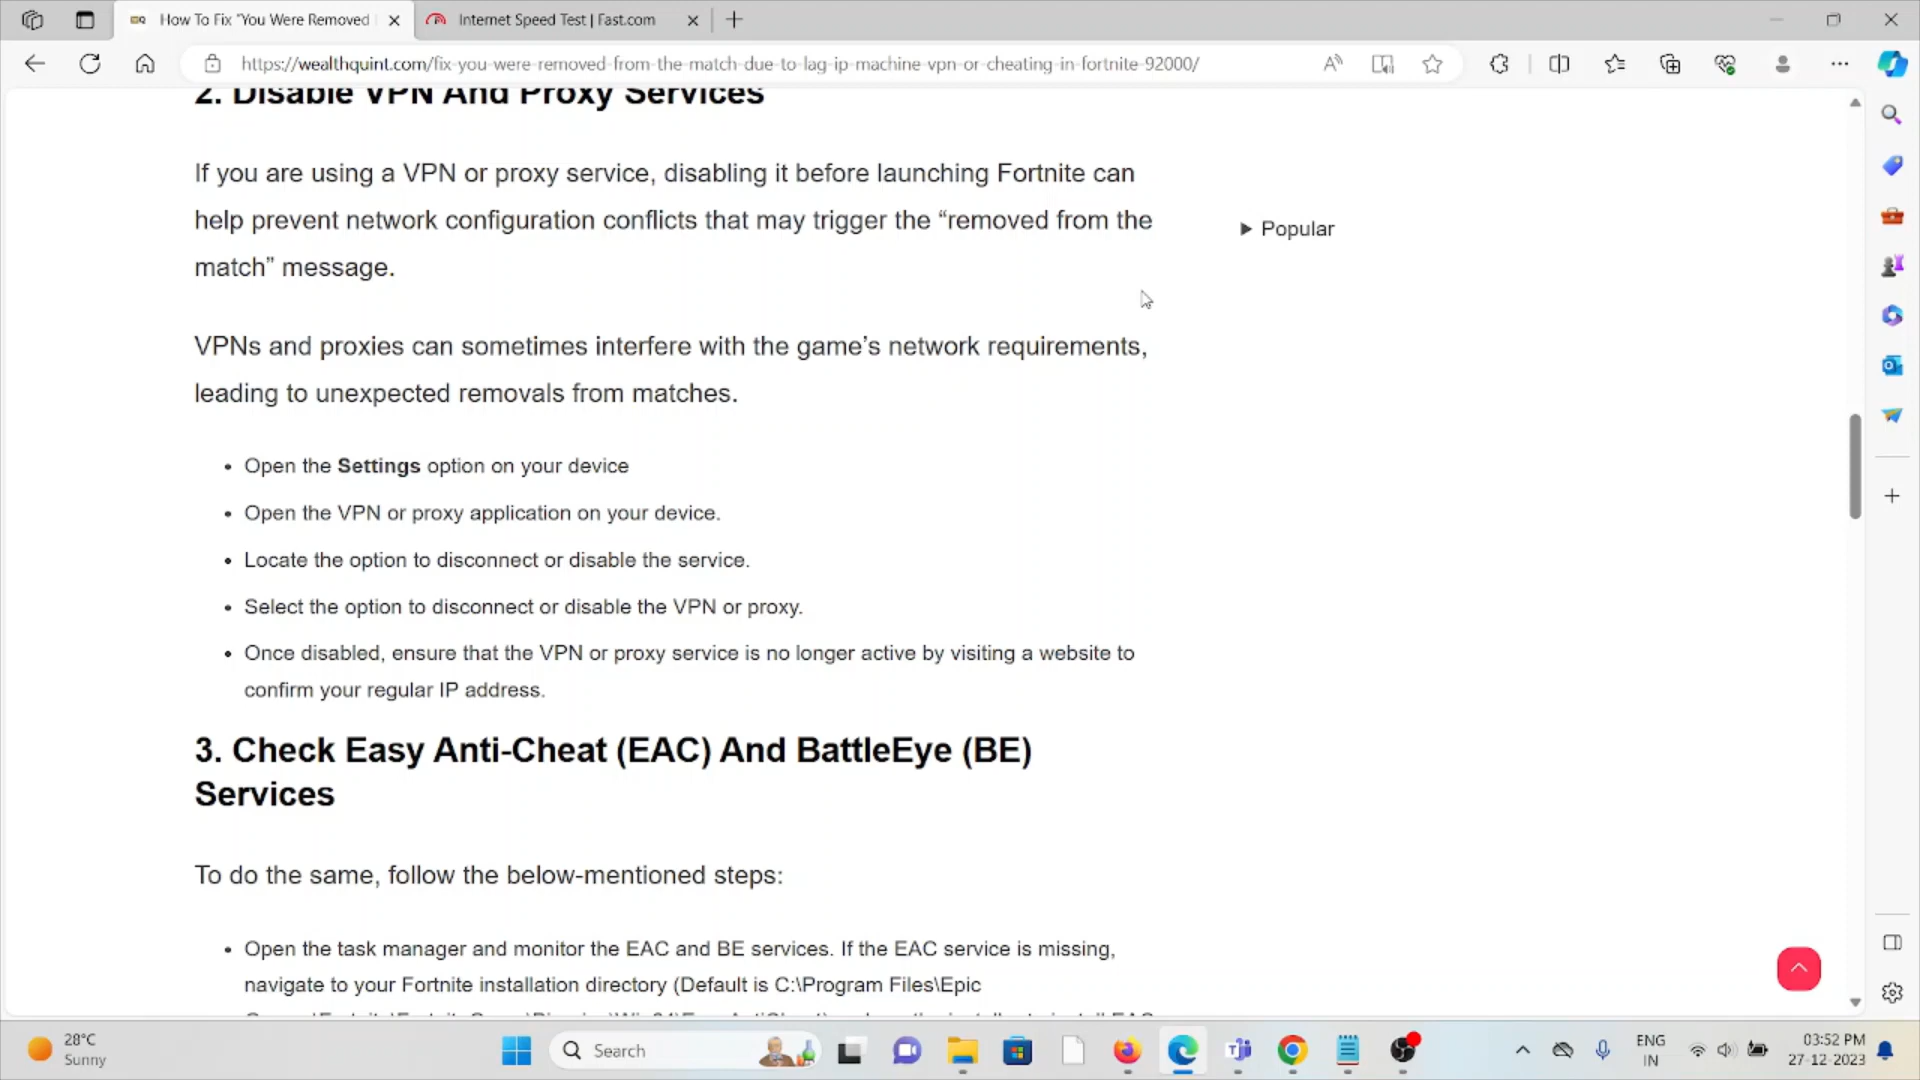 How To Fix "You Were Removed
Internet Speed Test | Fast.com
https://wealthquint.com/fix-you-were-removed-from-the-match-due-to-lag-ip-machine-vpn-or-cheating-in-fortnite-92000/
2. Disable VPN And Proxy Services
If you are using a VPN or proxy service, disabling it before launching Fortnite can
help prevent network configuration conflicts that may trigger the “removed from the
match” message.
▶ Popular
VPNs and proxies can sometimes interfere with the game’s network requirements,
leading to unexpected removals from matches.
• Open the Settings option on your device
• Open the VPN or proxy application on your device.
• Locate the option to disconnect or disable the service.
• Select the option to disconnect or disable the VPN or proxy.
• Once disabled, ensure that the VPN or proxy service is no longer active by visiting a website to
confirm your regular IP address.
3. Check Easy Anti-Cheat (EAC) And BattleEye (BE)
Services
To do the same, follow the below-mentioned steps:
• Open the task manager and monitor the EAC and BE services. If the EAC service is missing,
navigate to your Fortnite installation directory (Default is C:\Program Files\Epic
28°C
Sunny
Search
ENG
IN
03:52 PM
27-12-2023